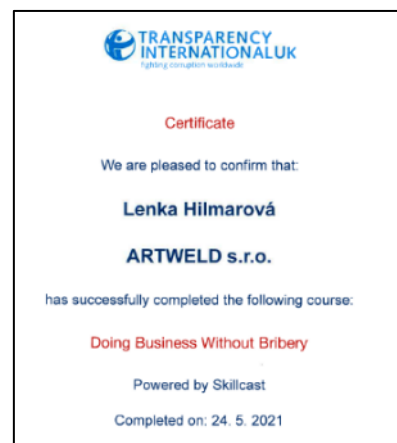 TRANSPARENCY
INTERNATIONALUK
fighting corruption worldwide
Certificate
We are pleased to confirm that:
Lenka Hilmarová
ARTWELD s.r.o.
has successfully completed the following course:
Doing Business Without Bribery
Powered by Skillcast
Completed on: 24. 5. 2021